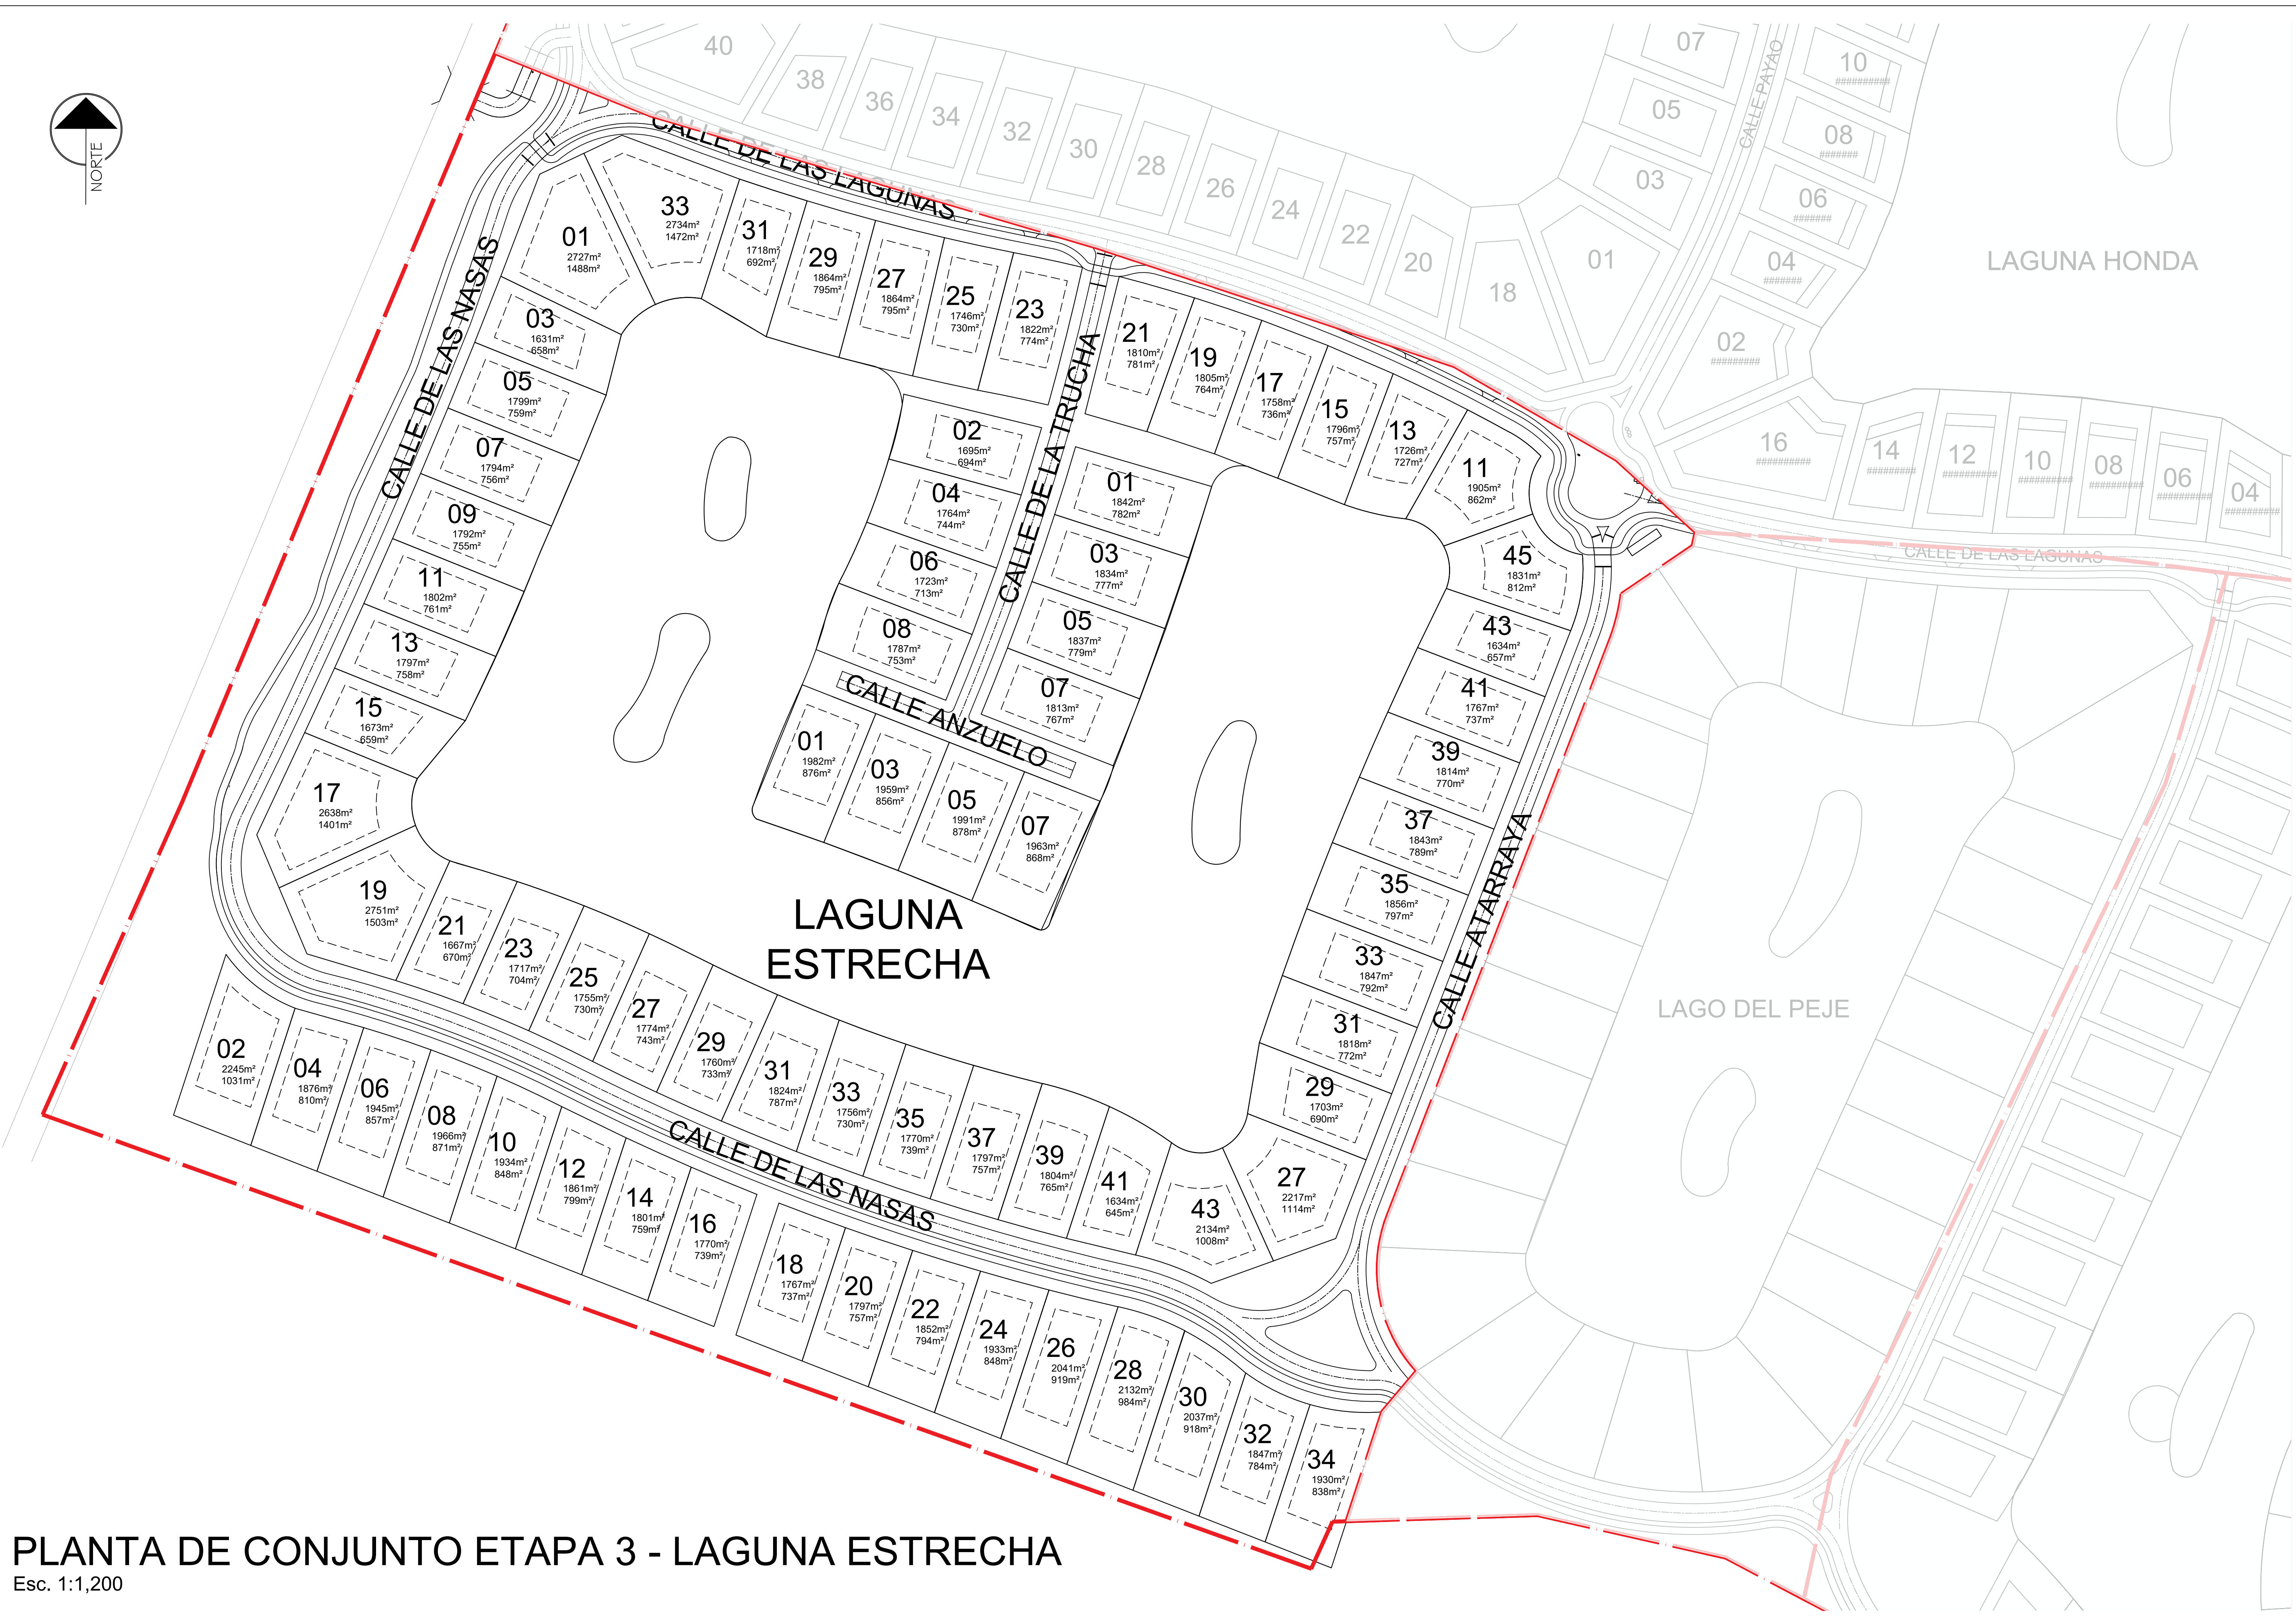 NORTE
40
38
36
34
32
30
28
26
24
22
20
18
01
03
05
07
CALLE PAYAO
10
##########
08
#######
06
#######
04
#######
02
#########
LAGUNA HONDA
16
##########
14
#########
12
##########
10
##########
08
##########
06
##########
04
##########
CALLE DE LAS LAGUNAS
CALLE DE LAS LAGUNAS
LAGO DEL PEJE
CALLE DE LAS NASAS
01
2727m²
1488m²
03
1631m²
658m²
05
1799m²
759m²
07
1794m²
756m²
09
1792m²
755m²
11
1802m²
761m²
13
1797m²
758m²
15
1673m²
659m²
17
2638m²
1401m²
19
2751m²
1503m²
21
1667m²
670m²
23
1717m²
704m²
25
1755m²
730m²
27
1774m²
743m²
29
1760m²
733m²
31
1824m²
787m²
33
1756m²
730m²
35
1770m²
739m²
37
1797m²
757m²
39
1804m²
765m²
41
1634m²
645m²
43
2134m²
1008m²
33
2734m²
1472m²
31
1718m²
692m²
29
1864m²
795m²
27
1864m²
795m²
25
1746m²
730m²
23
1822m²
774m²
21
1810m²
781m²
19
1805m²
764m²
17
1758m²
736m²
15
1796m²
757m²
13
1726m²
727m²
11
1905m²
862m²
CALLE DE LA TRUCHA
02
1695m²
694m²
04
1764m²
744m²
06
1723m²
713m²
08
1787m²
753m²
01
1842m²
782m²
03
1834m²
777m²
05
1837m²
779m²
07
1813m²
767m²
CALLE ANZUELO
01
1982m²
876m²
03
1959m²
856m²
05
1991m²
878m²
07
1963m²
868m²
LAGUNA
ESTRECHA
45
1831m²
812m²
43
1634m²
657m²
41
1767m²
737m²
39
1814m²
770m²
37
1843m²
789m²
35
1856m²
797m²
33
1847m²
792m²
31
1818m²
772m²
29
1703m²
690m²
27
2217m²
1114m²
CALLE ATARRAYA
CALLE DE LAS NASAS
02
2245m²
1031m²
04
1876m²
810m²
06
1945m²
857m²
08
1966m²
871m²
10
1934m²
848m²
12
1861m²
799m²
14
1801m²
759m²
16
1770m²
739m²
18
1767m²
737m²
20
1797m²
757m²
22
1852m²
794m²
24
1933m²
848m²
26
2041m²
919m²
28
2132m²
984m²
30
2037m²
918m²
32
1847m²
784m²
34
1930m²
838m²
PLANTA DE CONJUNTO ETAPA 3 - LAGUNA ESTRECHA
Esc. 1:1,200